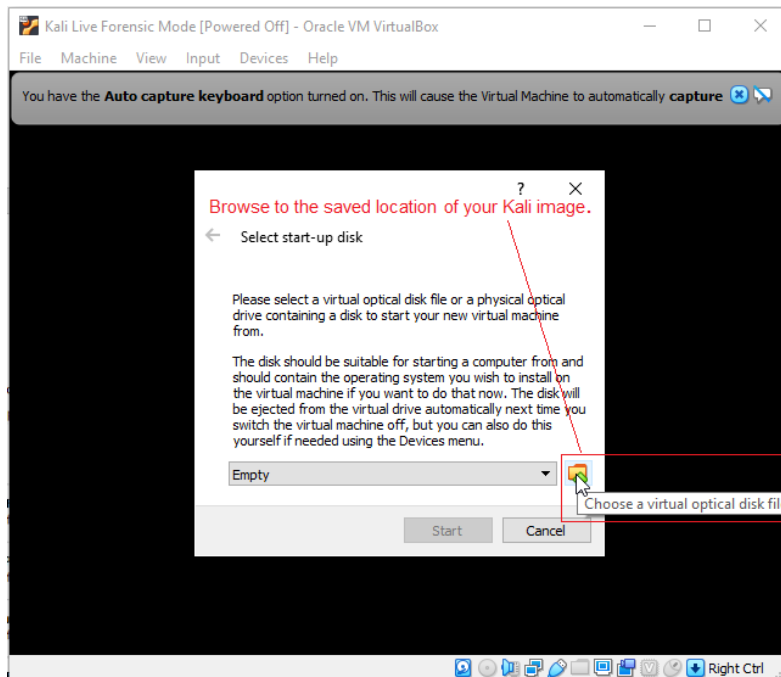 Kali Live Forensic Mode [Powered Off] - Oracle VM VirtualBox
File Machine View Input Devices Help
You have the Auto capture keyboard option turned on. This will cause the Virtual Machine to automatically capture
?
Browse to the saved location of your Kali image.
Select start-up disk
Please select a virtual optical disk file or a physical optical
drive containing a disk to start your new virtual machine
from.
The disk should be suitable for starting a computer from and
should contain the operating system you wish to install on
the virtual machine if you want to do that now. The disk will
be ejected from the virtual drive automatically next time you
switch the virtual machine off, but you can also do this
yourself if needed using the Devices menu.
Empty
Choose a virtual optical disk fil
Start Cancel
Right Ctrl